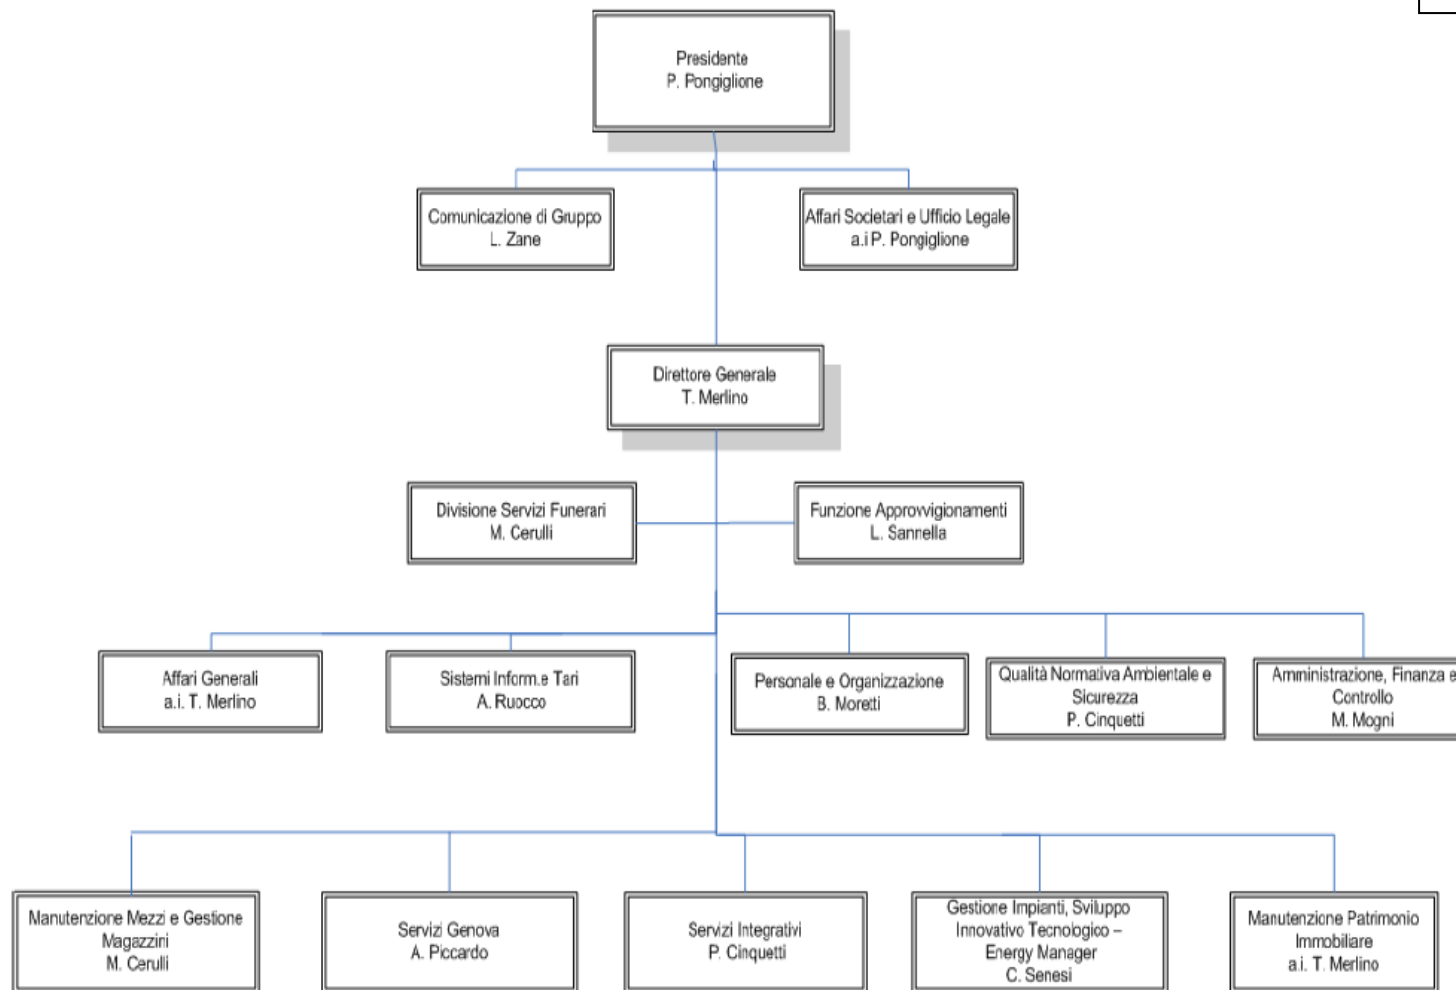 Presidente
P. Pongiglione
Comunicazione di Gruppo
L. Zane
Affari Societari e Ufficio Legale
a.i P. Pongiglione
Direttore Generale
T. Merlino
Divisione Servizi Funerari
M. Cerulli
Funzione Approvvigionamenti
L. Sannella
Affari Generali
a.i. T. Merlino
Sistemi Inform.e Tari
A. Ruocco
Personale e Organizzazione
B. Moretti
Qualità Normativa Ambientale e
Sicurezza
P. Cinquetti
Amministrazione, Finanza e
Controllo
M. Mogni
Manutenzione Mezzi e Gestione
Magazzini
M. Cerulli
Servizi Genova
A. Piccardo
Servizi Integrativi
P. Cinquetti
Gestione Impianti, Sviluppo
Innovativo Tecnologico –
Energy Manager
C. Senesi
Manutenzione Patrimonio
Immobiliare
a.i. T. Merlino